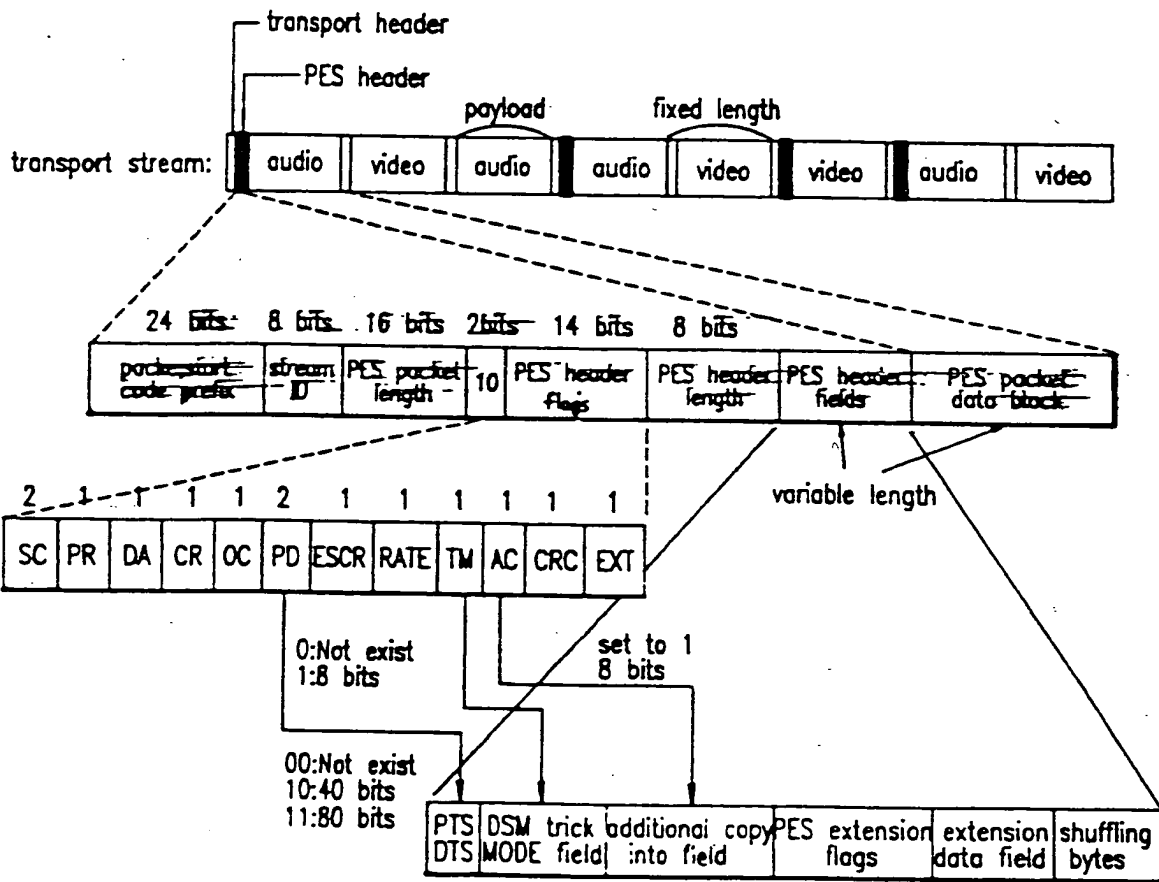 transport header
PES header
payload fixed length
transport stream: audio video audio audio video video audio video
24 bits 8 bits 16 bits 2bits 14 bits 8 bits
packe start code prefix
stream ID
PES packet length
10
PES header flags
PES header length
PES header fields
PES packet data block
variable length
2 1 1 1 1 2 1 1 1 1 1 1
SC PR DA CR OC PD ESCR RATE TM AC CRC EXT
0:Not exist
1:8 bits
set to 1
8 bits
00:Not exist
10:40 bits
11:80 bits
PTS DTS
DSM trick MODE field
additional copy into field
PES extension flags
extension data field
shuffling bytes